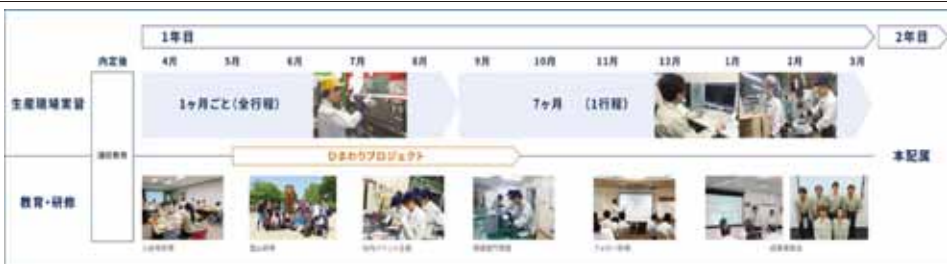 1年目
2年目
内定後
4月
5月
6月
7月
8月
9月
10月
11月
12月
1月
2月
3月
生産現場実習
1ヶ月ごと(全行程)
7ヶ月 (1行程)
ひまわりプロジェクト
本配属
教育・研修